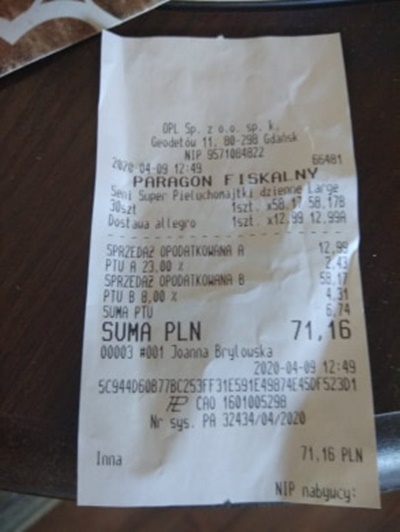 OPL Sp. z o.o. sp. k.
Geodetów 11, 80-298 Gdańsk
NIP 9571084822
2020-04-09 12:49 66481
PARAGON FISKALNY
Seni Super Pieluchomajtki dzienne Large
30szt 1szt. x58,17 58,17B
Dostawa allegro 1szt. x12,99 12,99A
SPRZEDAŻ OPODATKOWANA A 12,99
PTU A 23,00 % 2,43
SPRZEDAŻ OPODATKOWANA B 58,17
PTU B 8,00 % 4,31
SUMA PTU 6,74
SUMA PLN 71,16
00003 #001 Joanna Brylowska
2020-04-09 12:49
5C944D60877BC253FF31E591E49874E45DF523D1
CAO 1601005298
Nr sys. PA 32434/04/2020
Inna 71,16 PLN
NIP nabywcy: